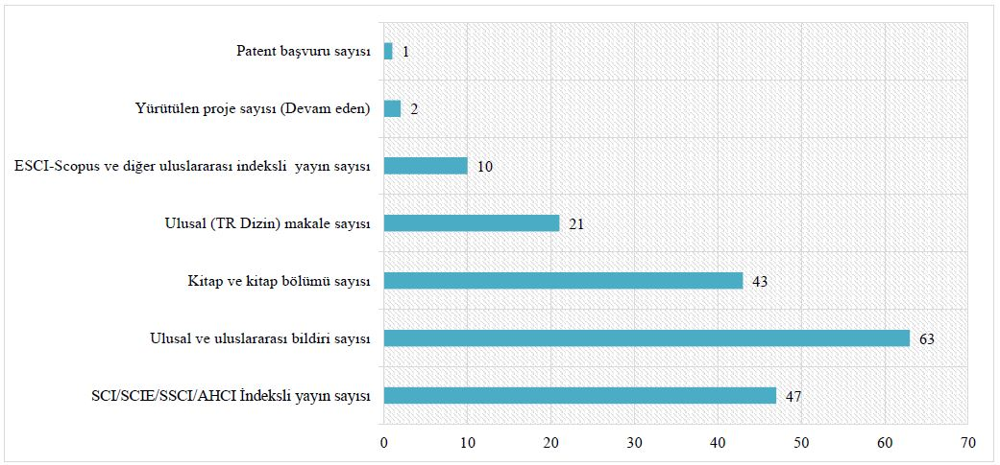 Patent başvuru sayısı 1
Yürütülen proje sayısı (Devam eden) 2
ESCI-Scopus ve diğer uluslararası indeksli  yayın sayısı 10
Ulusal (TR Dizin) makale sayısı 21
Kitap ve kitap bölümü sayısı 43
Ulusal ve uluslararası bildiri sayısı 63
SCI/SCIE/SSCI/AHCI İndeksli yayın sayısı 47
0 10 20 30 40 50 60 70